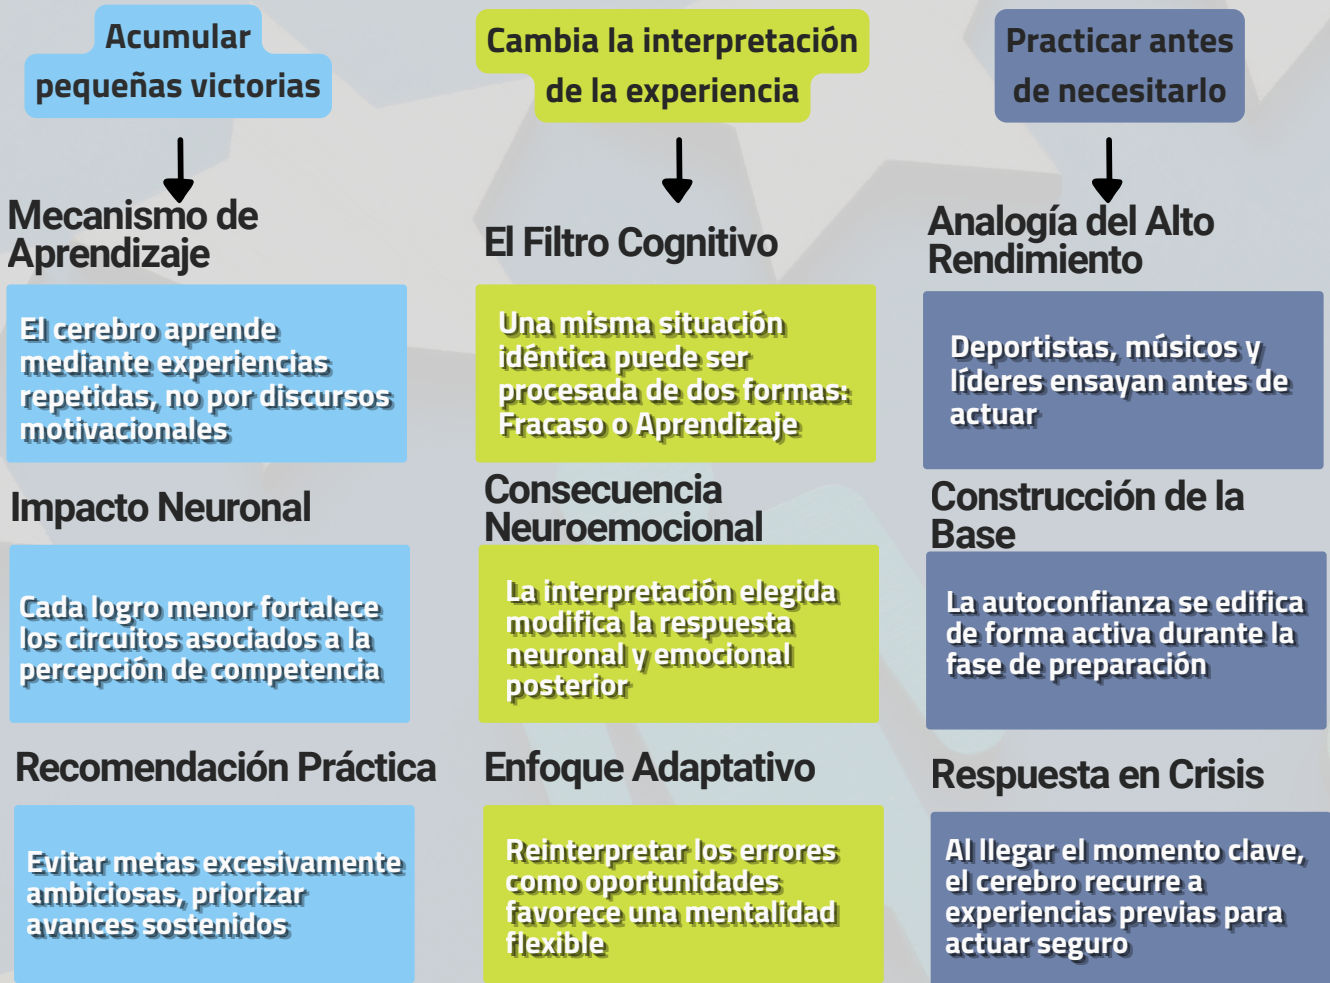 Acumular
pequeñas victorias
Mecanismo de
Aprendizaje
El cerebro aprende
mediante experiencias
repetidas, no por discursos
motivacionales
Impacto Neuronal
Cada logro menor fortalece
los circuitos asociados a la
percepción de competencia
Recomendación Práctica
Evitar metas excesivamente
ambiciosas, priorizar
avances sostenidos
Cambia la interpretación
de la experiencia
El Filtro Cognitivo
Una misma situación
idéntica puede ser
procesada de dos formas:
Fracaso o Aprendizaje
Consecuencia
Neuroemocional
La interpretación elegida
modifica la respuesta
neuronal y emocional
posterior
Enfoque Adaptativo
Reinterpretar los errores
como oportunidades
favorece una mentalidad
flexible
Practicar antes
de necesitarlo
Analogía del Alto
Rendimiento
Deportistas, músicos y
líderes ensayan antes de
actuar
Construcción de la
Base
La autoconfianza se edifica
de forma activa durante la
fase de preparación
Respuesta en Crisis
Al llegar el momento clave,
el cerebro recurre a
experiencias previas para
actuar seguro